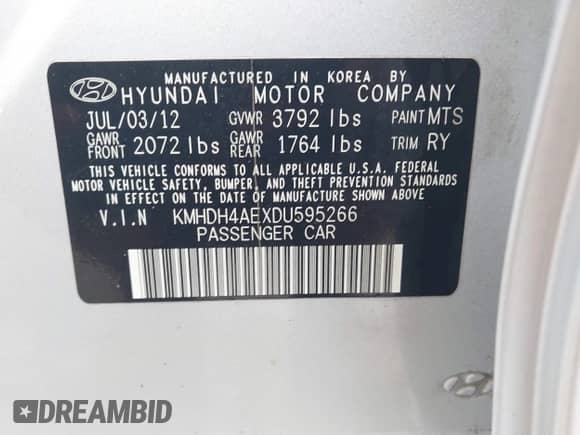 MANUFACTURED IN KOREA BY
HYUNDAI MOTOR COMPANY
JUL/03/12 GVWR 3792 lbs PAINT MTS
GAWR FRONT 2072 lbs GAWR REAR 1764 lbs TRIM RY
THIS VEHICLE CONFORMS TO ALL APPLICABLE U.S.A. FEDERAL
MOTOR VEHICLE SAFETY, BUMPER, AND THEFT PREVENTION STANDARDS
IN EFFECT ON THE DATE OF MANUFACTURE SHOWN ABOVE.
V.I.N KMHDH4AEXDU595266
PASSENGER CAR
DREAMBID